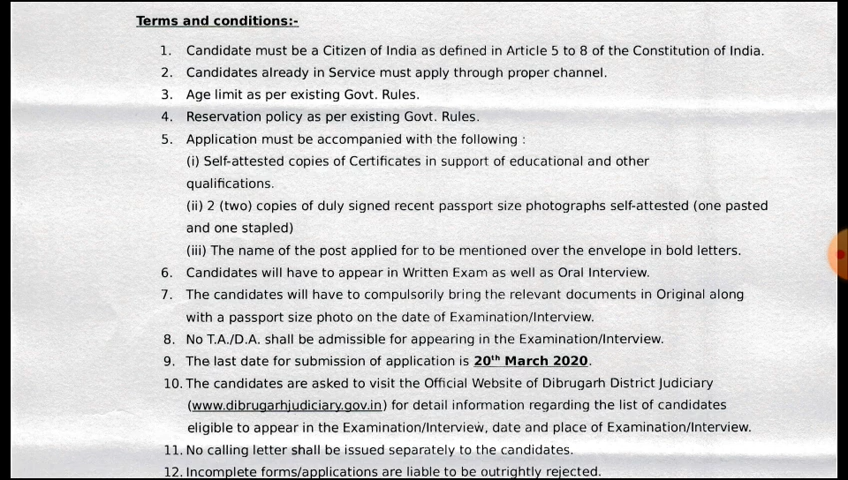 Terms and conditions:-
1. Candidate must be a Citizen of India as defined in Article 5 to 8 of the Constitution of India.
2. Candidates already in Service must apply through proper channel.
3. Age limit as per existing Govt. Rules.
4. Reservation policy as per existing Govt. Rules.
5. Application must be accompanied with the following :
(i) Self-attested copies of Certificates in support of educational and other
qualifications.
(ii) 2 (two) copies of duly signed recent passport size photographs self-attested (one pasted
and one stapled)
(iii) The name of the post applied for to be mentioned over the envelope in bold letters.
6. Candidates will have to appear in Written Exam as well as Oral Interview.
7. The candidates will have to compulsorily bring the relevant documents in Original along
with a passport size photo on the date of Examination/Interview.
8. No T.A./D.A. shall be admissible for appearing in the Examination/Interview.
9. The last date for submission of application is 20th March 2020.
10. The candidates are asked to visit the Official Website of Dibrugarh District Judiciary
(www.dibrugarhjudiciary.gov.in) for detail information regarding the list of candidates
eligible to appear in the Examination/Interview, date and place of Examination/Interview.
11. No calling letter shall be issued separately to the candidates.
12. Incomplete forms/applications are liable to be outrightly rejected.